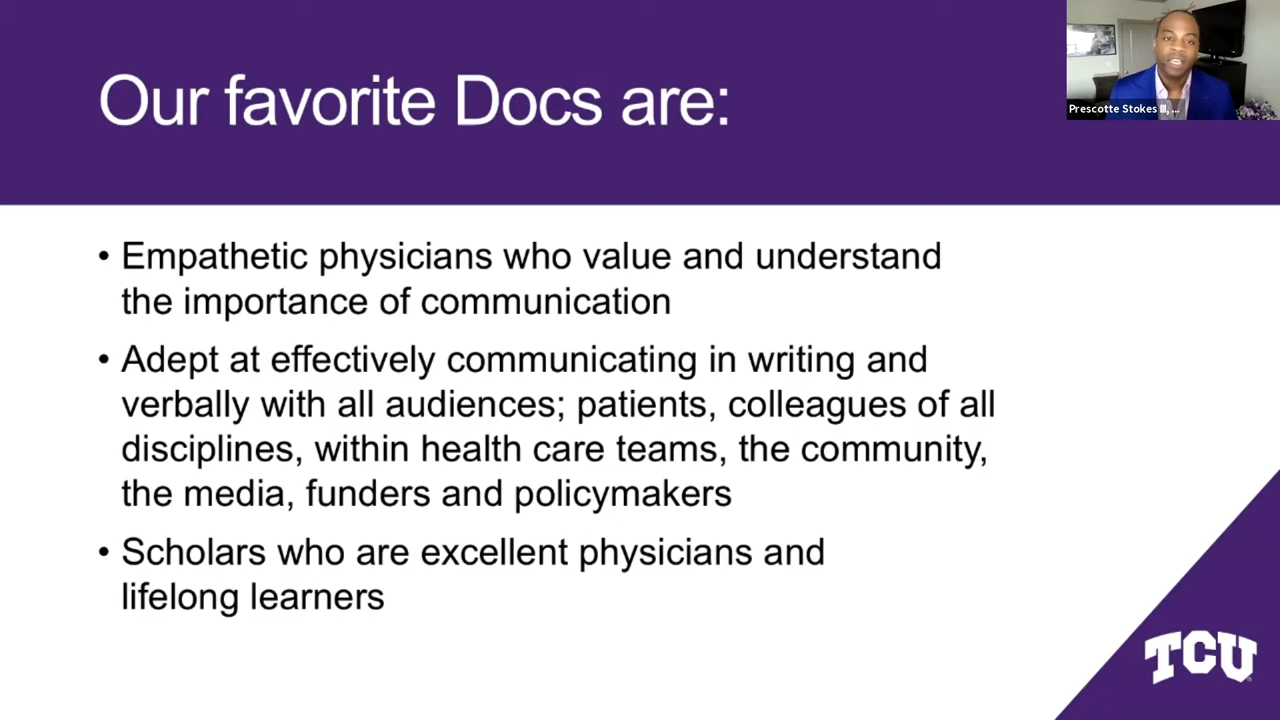 Our favorite Docs are:
Prescotte Stokes III, ...
• Empathetic physicians who value and understand
the importance of communication
• Adept at effectively communicating in writing and
verbally with all audiences; patients, colleagues of all
disciplines, within health care teams, the community,
the media, funders and policymakers
• Scholars who are excellent physicians and
lifelong learners
TCU